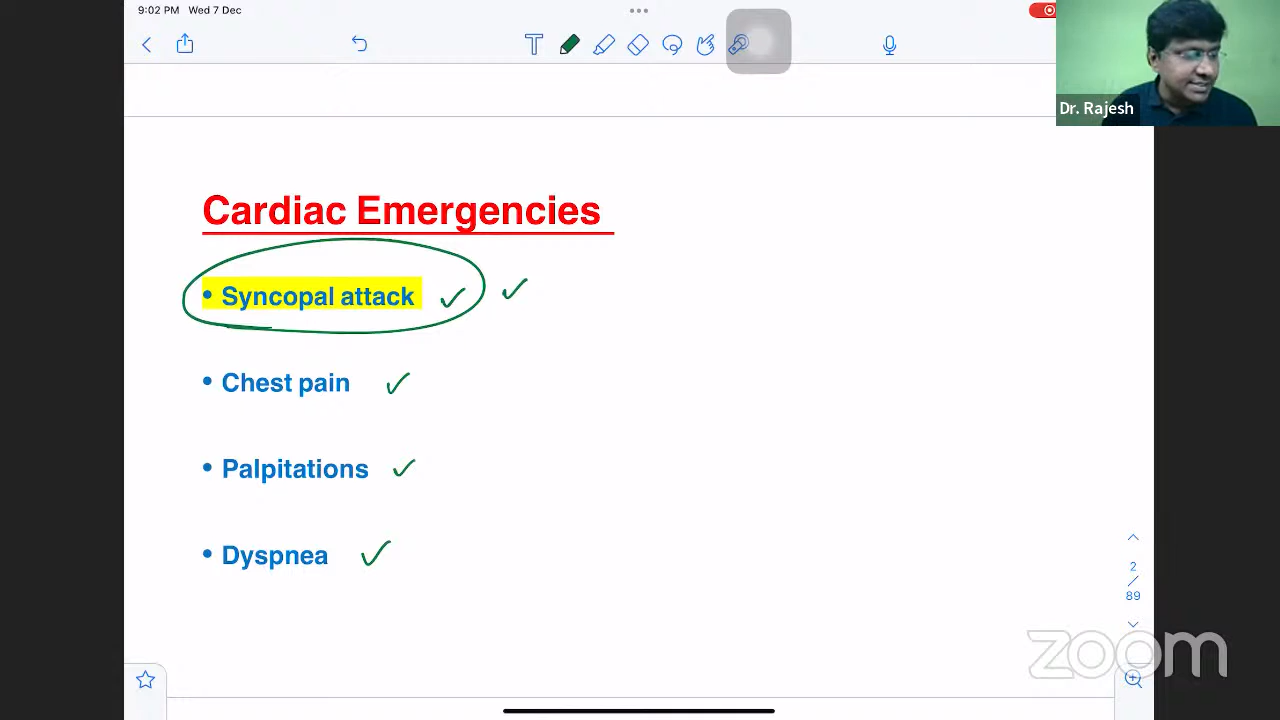 9:02 PM Wed 7 Dec
T
Dr. Rajesh
Cardiac Emergencies
• Syncopal attack
• Chest pain
• Palpitations
• Dyspnea
2
/
89
zoom